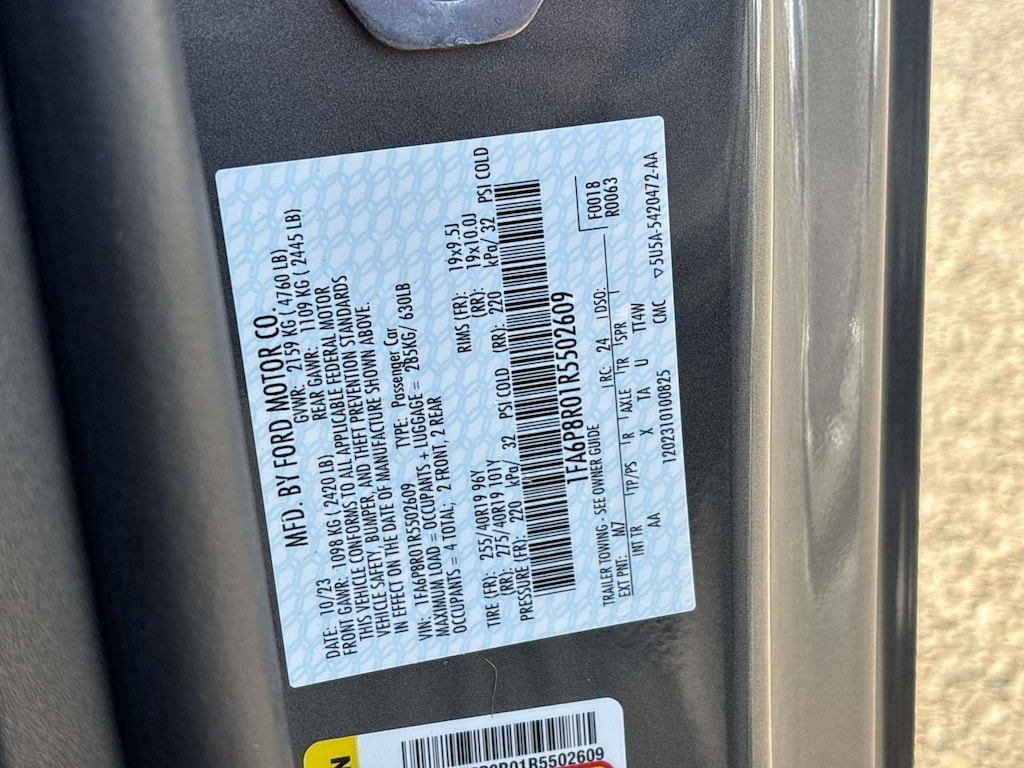 MFD. BY FORD MOTOR CO.
DATE: 10/23 GVWR: 2159 KG ( 4760 LB)
FRONT GAWR: 1098 KG ( 2420 LB) REAR GAWR: 1109 KG ( 2445 LB)
THIS VEHICLE CONFORMS TO ALL APPLICABLE FEDERAL MOTOR
VEHICLE SAFETY, BUMPER, AND THEFT PREVENTION STANDARDS
IN EFFECT ON THE DATE OF MANUFACTURE SHOWN ABOVE.
VIN: 1FA6P8R01R5502609 TYPE: Passenger Car
MAXIMUM LOAD = OCCUPANTS + LUGGAGE = 285KG/ 630LB
OCCUPANTS = 4 TOTAL; 2 FRONT, 2 REAR
TIRE (FR): 255/40R19 96Y RIMS (FR): 19x9.5J
(RR): 275/40R19 101Y (RR): 19x10.0J
PRESSURE (FR): 220 kPa/ 32 PSI COLD (RR): 220 kPa/ 32 PSI COLD
1FA6P8R01R5502609
TRAILER TOWING - SEE OWNER GUIDE RC: 24 DSO: F0018
EXT PNT: M7 TP/PS R AXLE TR SPR R0063
INT TR AA X TA U TT4W
12023100825 CMC ▽5U5A-5420472-AA
R5502609